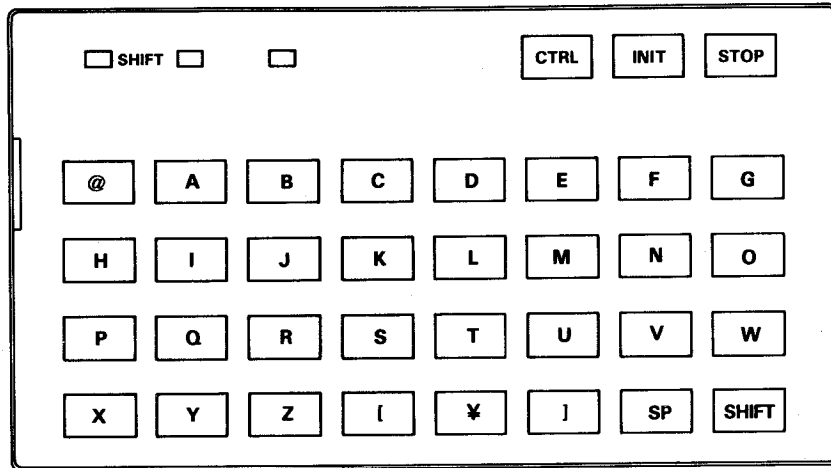 SHIFT CTRL INIT STOP
@ A B C D E F G
H I J K L M N O
P Q R S T U V W
X Y Z [ ¥ ] SP SHIFT